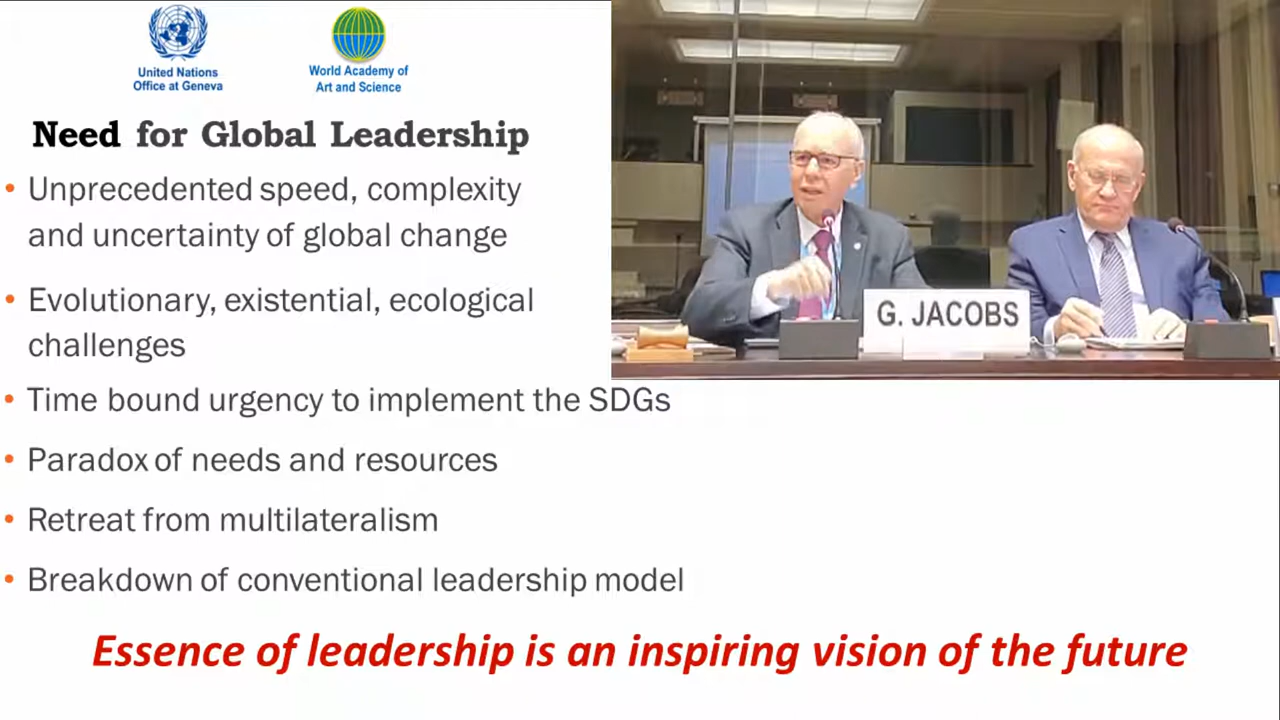 United Nations
Office at Geneva
World Academy of
Art and Science
Need for Global Leadership
• Unprecedented speed, complexity
and uncertainty of global change
• Evolutionary, existential, ecological
challenges
• Time bound urgency to implement the SDGs
• Paradox of needs and resources
• Retreat from multilateralism
• Breakdown of conventional leadership model
Essence of leadership is an inspiring vision of the future
G. JACOBS